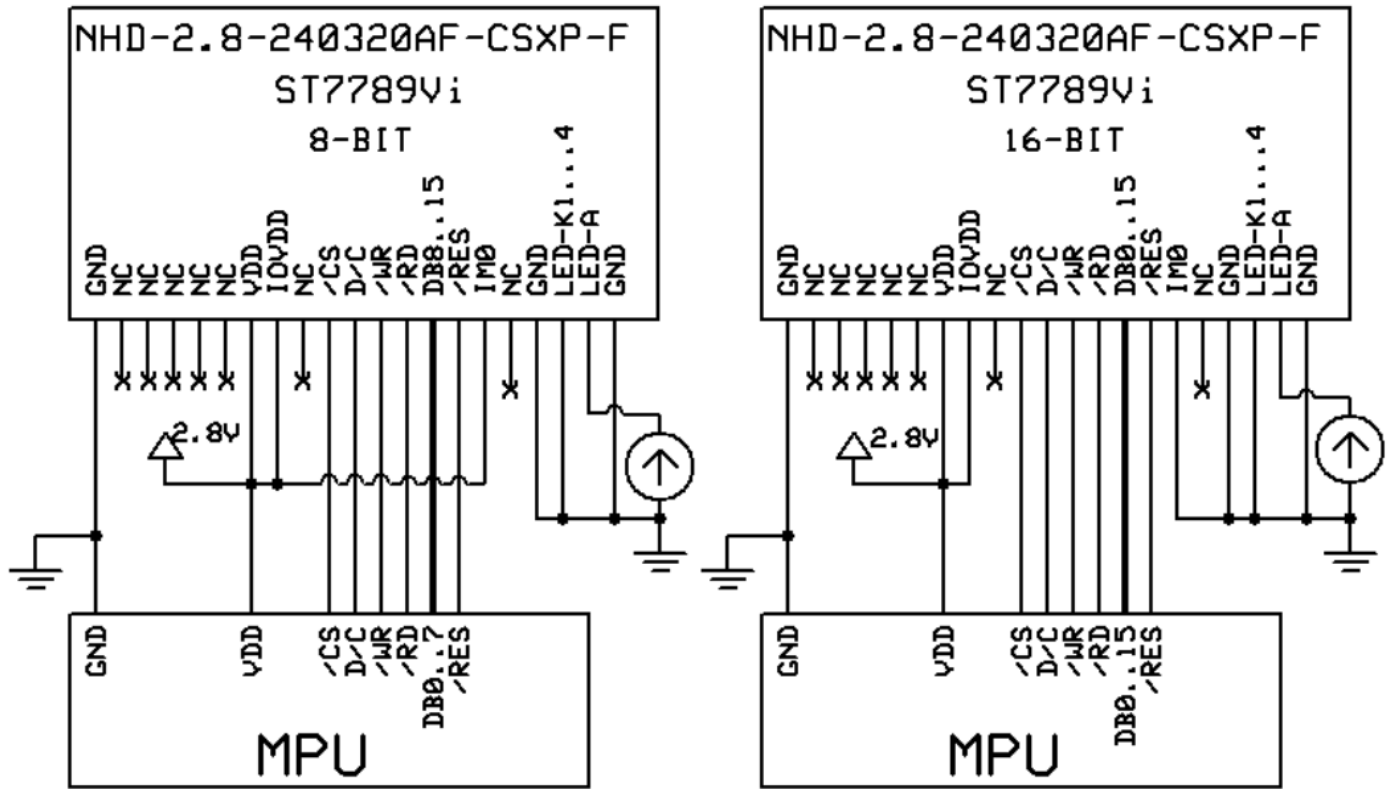 NHD-2.8-240320AF-CSXP-F
ST7789Vi
8-BIT
GND
NC
NC
NC
NC
NC
VDD
IOVDD
NC
/CS
D/C
/WR
/RD
DB8..15
/RES
IM0
NC
GND
LED-K1...4
LED-A
GND
2.8V
GND
VDD
/CS
D/C
/WR
/RD
DB0..7
/RES
MPU
NHD-2.8-240320AF-CSXP-F
ST7789Vi
16-BIT
GND
NC
NC
NC
NC
NC
VDD
IOVDD
NC
/CS
D/C
/WR
/RD
DB0..15
/RES
IM0
NC
GND
LED-K1...4
LED-A
GND
2.8V
GND
VDD
/CS
D/C
/WR
/RD
DB0..15
/RES
MPU